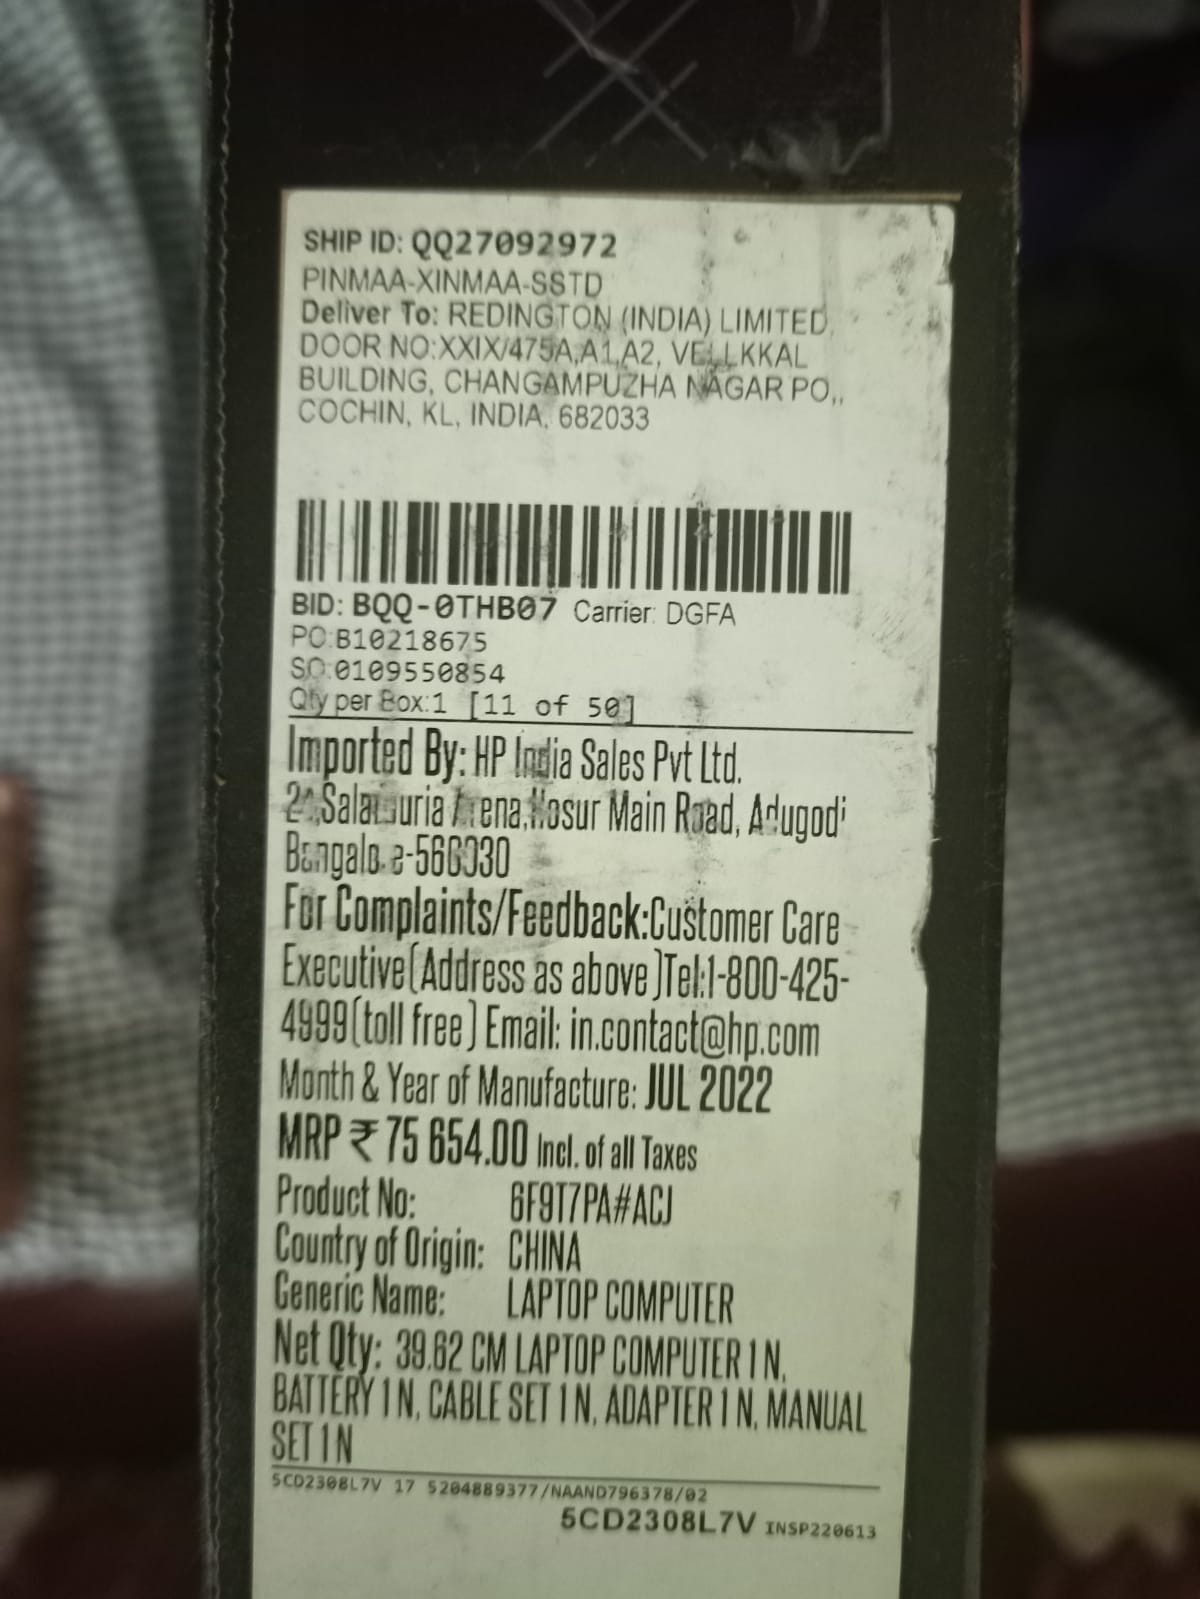 SHIP ID: QQ27092972
PINMAA-XINMAA-SSTD
Deliver To: REDINGTON (INDIA) LIMITED,
DOOR NO:XXIX/475A,A1,A2, VELLKKAL
BUILDING, CHANGAMPUZHA NAGAR PO,,
COCHIN, KL, INDIA, 682033
BID: BQQ-0THB07 Carrier: DGFA
PO:B10218675
SO:0109550854
Qty per Box:1 [11 of 50]
Imported By: HP India Sales Pvt Ltd.
Hosur Main Road, Adugodi
For Complaints/Feedback:Customer Care
Executive(Address as above)Tel:1-800-425-
4999(toll free) Email: in.contact@hp.com
Month & Year of Manufacture: JUL 2022
MRP ₹ 75 654.00 Incl. of all Taxes
Product No: 6F9T7PA#ACJ
Country of Origin: CHINA
Generic Name: LAPTOP COMPUTER
Net Qty: 39.62 CM LAPTOP COMPUTER 1 N,
BATTERY 1 N, CABLE SET 1 N, ADAPTER 1 N, MANUAL
SET 1 N
5CD2308L7V 17 5204889377/NAAND796378/02
5CD2308L7V INSP220613